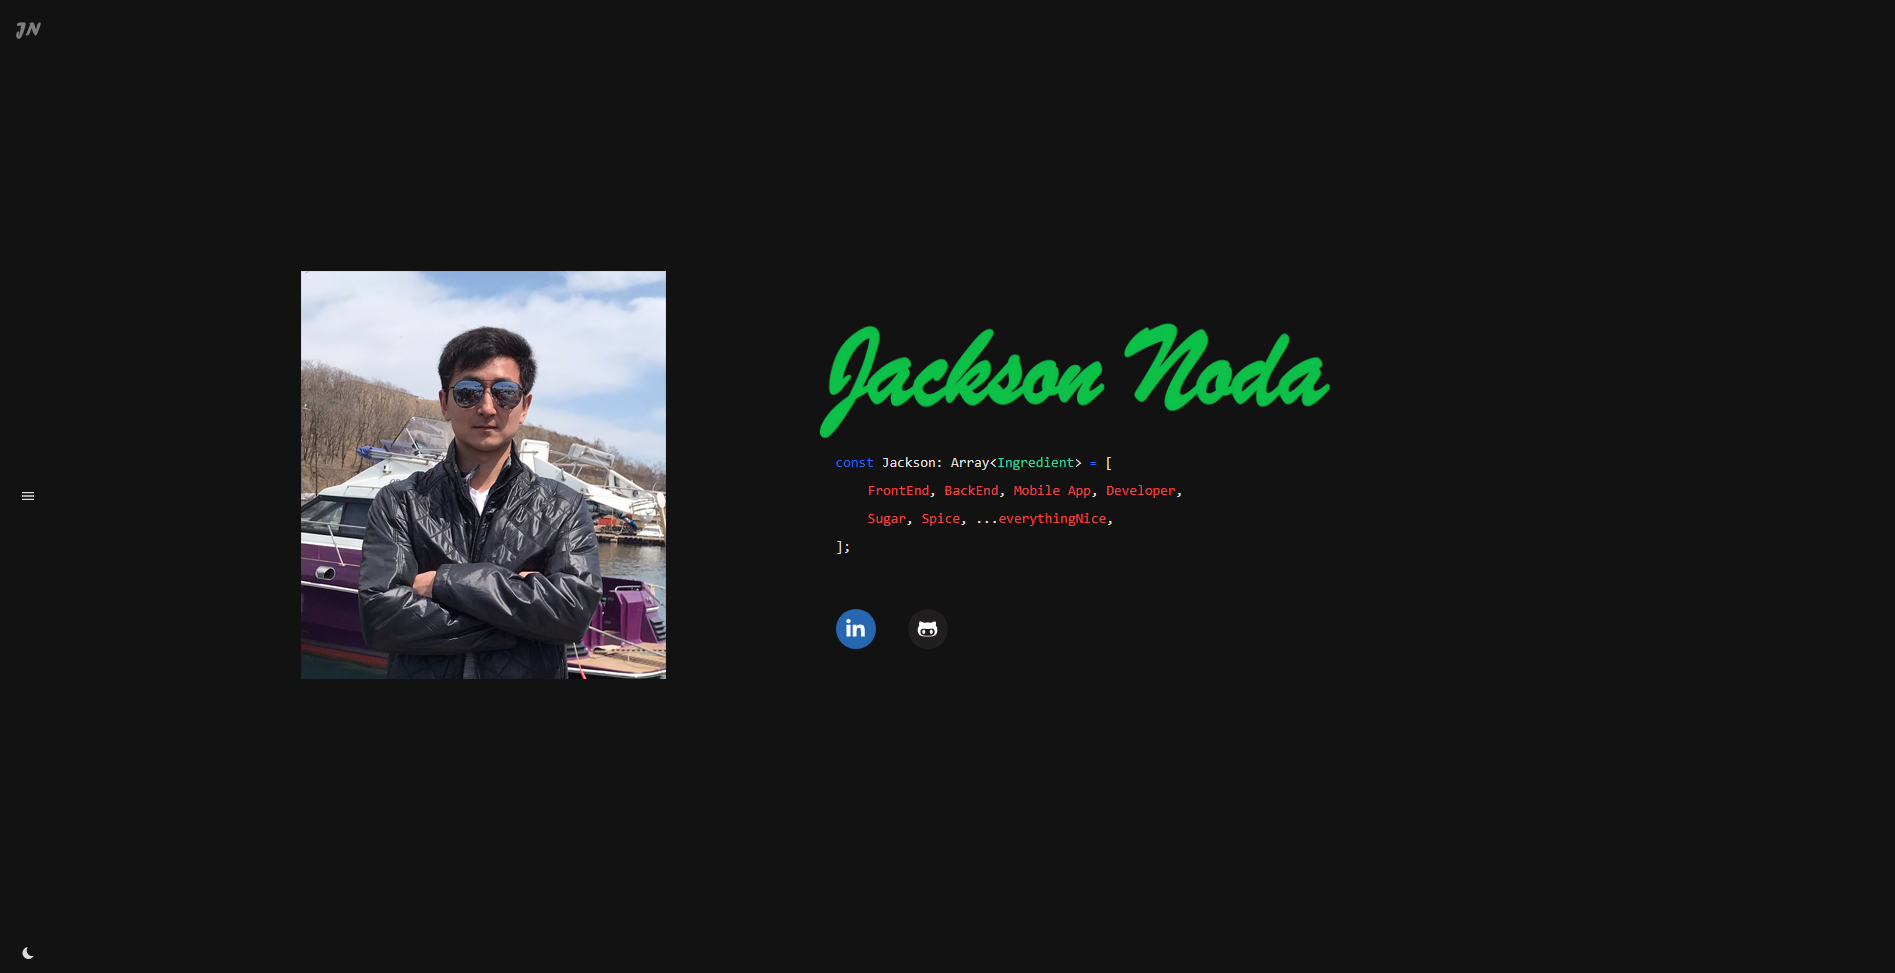 JN
Jackson Noda
const Jackson: Array<Ingredient> = [
FrontEnd, BackEnd, Mobile App, Developer,
Sugar, Spice, ...everythingNice,
];
in